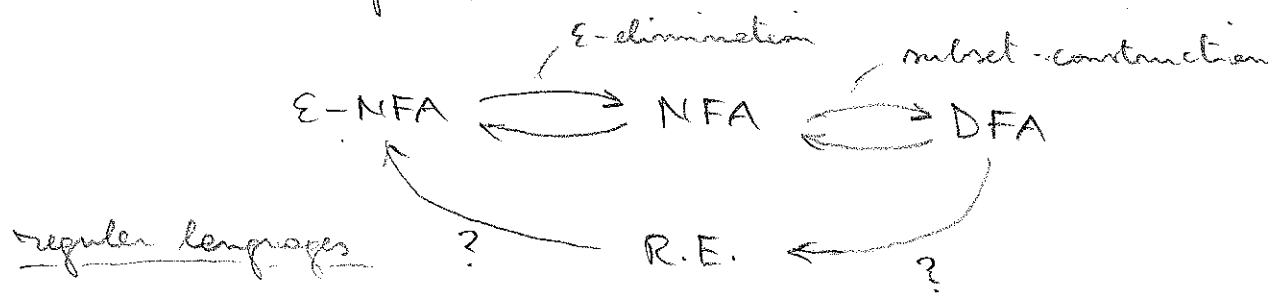 ε-elimination
subset-construction
ε-NFA NFA DFA
regular languages ? R.E. ?